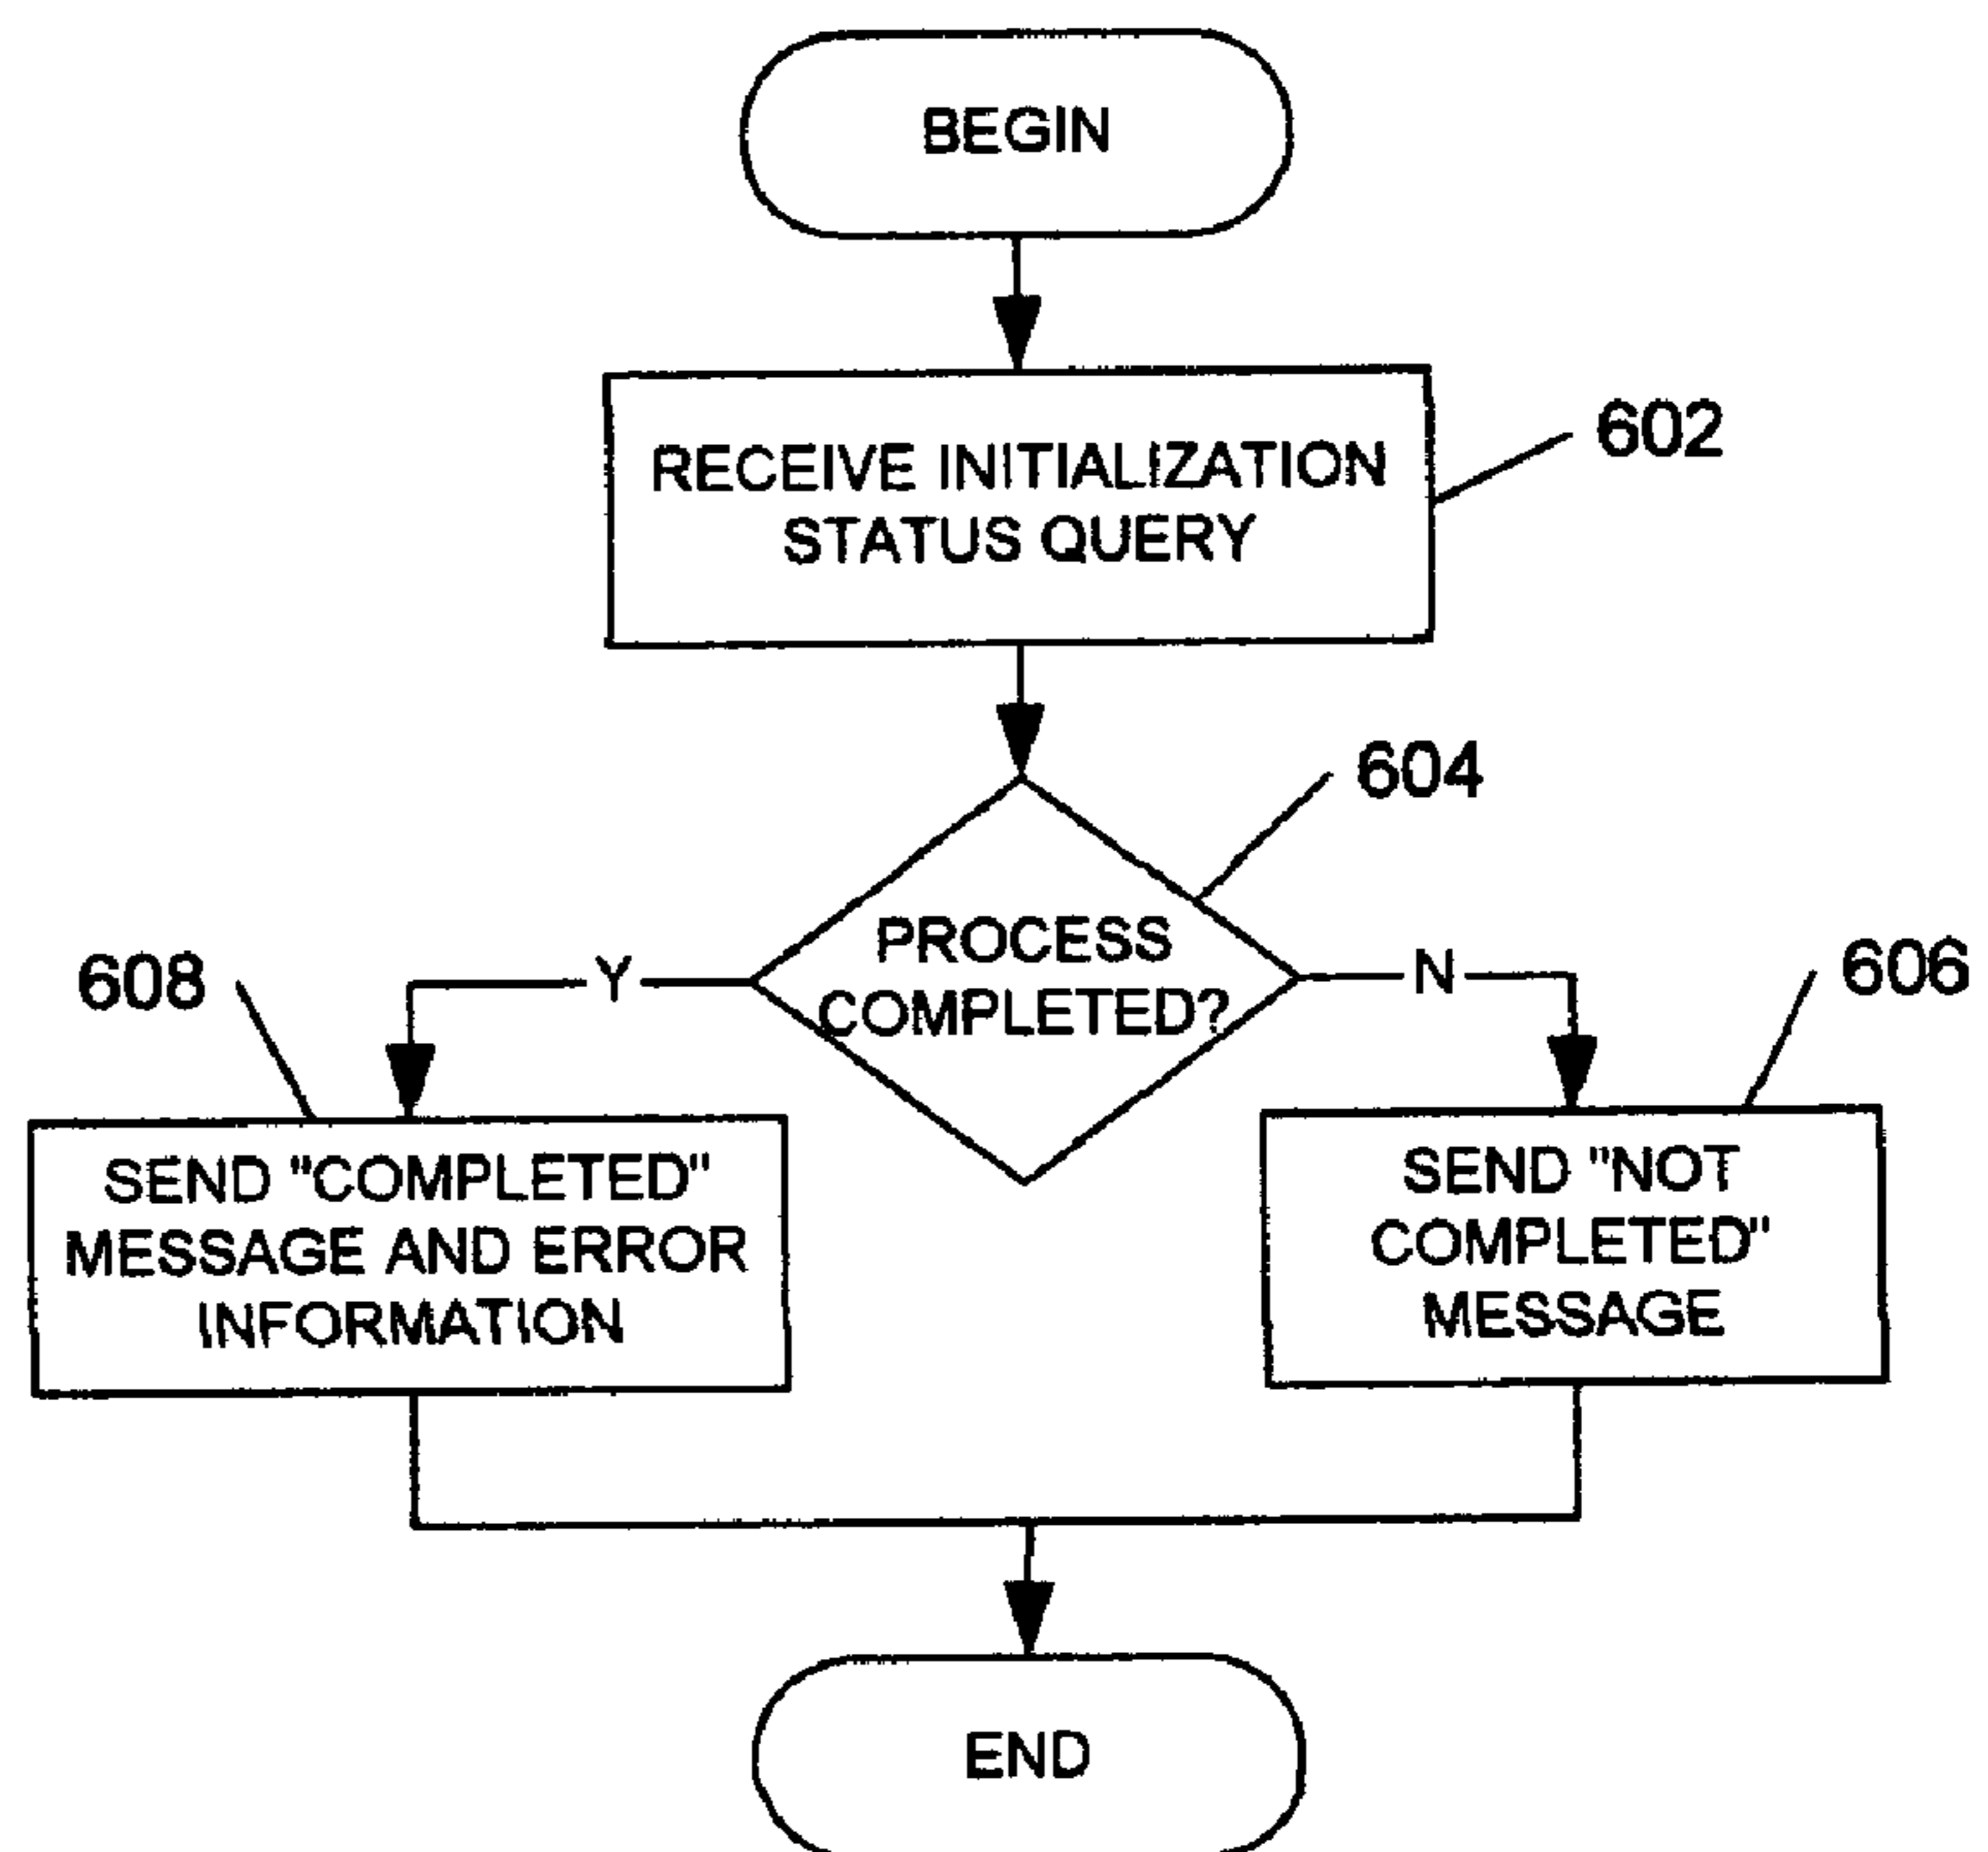 BEGIN
RECEIVE INITIALIZATION
STATUS QUERY
602
604
PROCESS
COMPLETED?
Y
N
608
606
SEND "COMPLETED"
MESSAGE AND ERROR
INFORMATION
SEND "NOT
COMPLETED"
MESSAGE
END